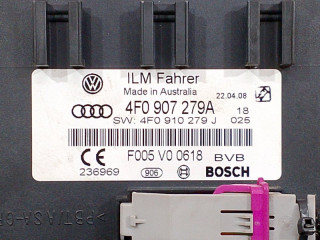 ILM Fahrer
Made in Australia
22.04.08
4F0 907 279A 18
SW: 4F0 910 279 J 025
F005 V0 0618 BVB
236969 906 BOSCH